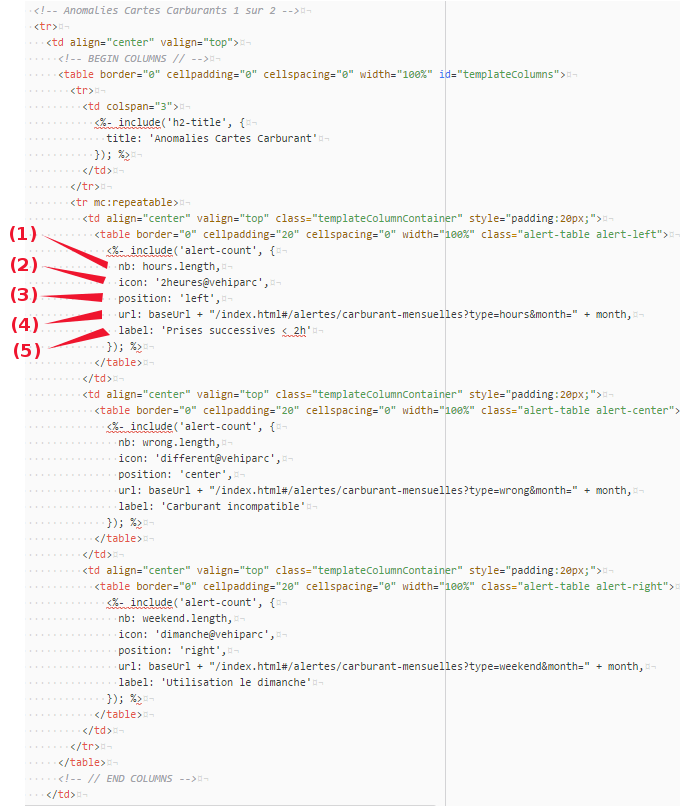 <!-- Anomalies Cartes Carburants 1 sur 2 -->
<tr>
<td align="center" valign="top">
<!-- BEGIN COLUMNS // -->
<table border="0" cellpadding="0" cellspacing="0" width="100%" id="templateColumns">
<tr>
<td colspan="3">
<%- include('h2-title', {
title: 'Anomalies Cartes Carburant'
}); %>
</td>
</tr>
<tr mc:repeatable>
<td align="center" valign="top" class="templateColumnContainer" style="padding:20px;">
<table border="0" cellpadding="20" cellspacing="0" width="100%" class="alert-table alert-left">
<%- include('alert-count', {
(1) nb: hours.length,
(2) icon: '2heures@vehiparc',
(3) position: 'left',
(4) url: baseUrl + "/index.html#/alertes/carburant-mensuelles?type=hours&month=" + month,
(5) label: 'Prises successives < 2h'
}); %>
</table>
</td>
<td align="center" valign="top" class="templateColumnContainer" style="padding:20px;">
<table border="0" cellpadding="20" cellspacing="0" width="100%" class="alert-table alert-center">
<%- include('alert-count', {
nb: wrong.length,
icon: 'different@vehiparc',
position: 'center',
url: baseUrl + "/index.html#/alertes/carburant-mensuelles?type=wrong&month=" + month,
label: 'Carburant incompatible'
}); %>
</table>
</td>
<td align="center" valign="top" class="templateColumnContainer" style="padding:20px;">
<table border="0" cellpadding="20" cellspacing="0" width="100%" class="alert-table alert-right">
<%- include('alert-count', {
nb: weekend.length,
icon: 'dimanche@vehiparc',
position: 'right',
url: baseUrl + "/index.html#/alertes/carburant-mensuelles?type=weekend&month=" + month,
label: 'Utilisation le dimanche'
}); %>
</table>
</td>
</tr>
</table>
<!-- // END COLUMNS -->
</td>